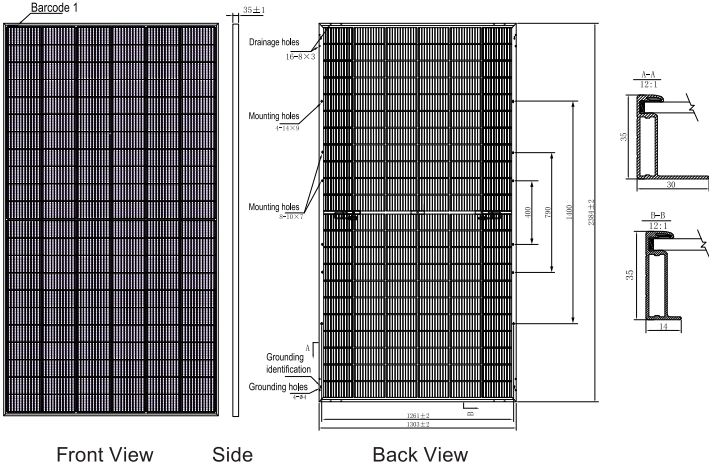 Barcode 1
35±1
Drainage holes
16-8×3
Mounting holes
4-14×9
Mounting holes
8-10×7
400
790
1400
2384±2
A
Grounding
identification
Grounding holes
4-ø4
B
1261±2
1303±2
A-A
12:1
35
30
B-B
12:1
35
14
Front View
Side
Back View